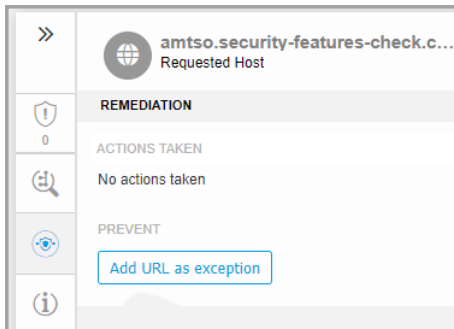 amtso.security-features-check.c...
Requested Host
REMEDIATION
0
ACTIONS TAKEN
No actions taken
PREVENT
Add URL as exception